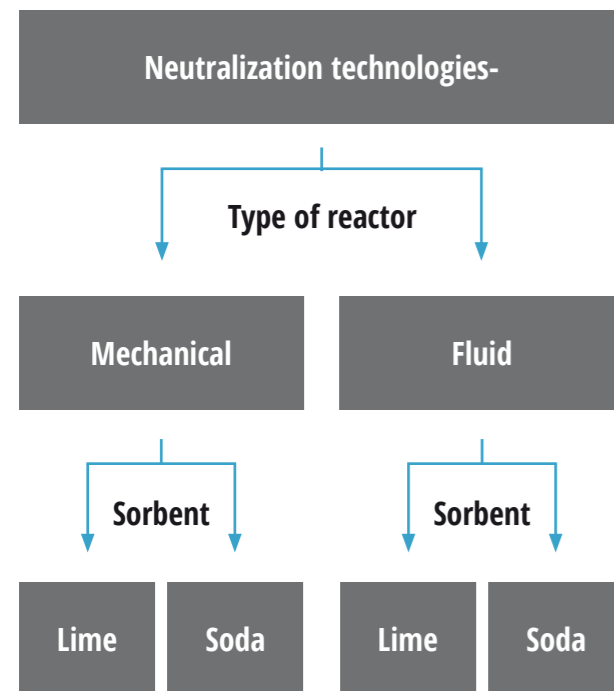 Neutralization technologies-
Type of reactor
Mechanical
Fluid
Sorbent
Sorbent
Lime
Soda
Lime
Soda